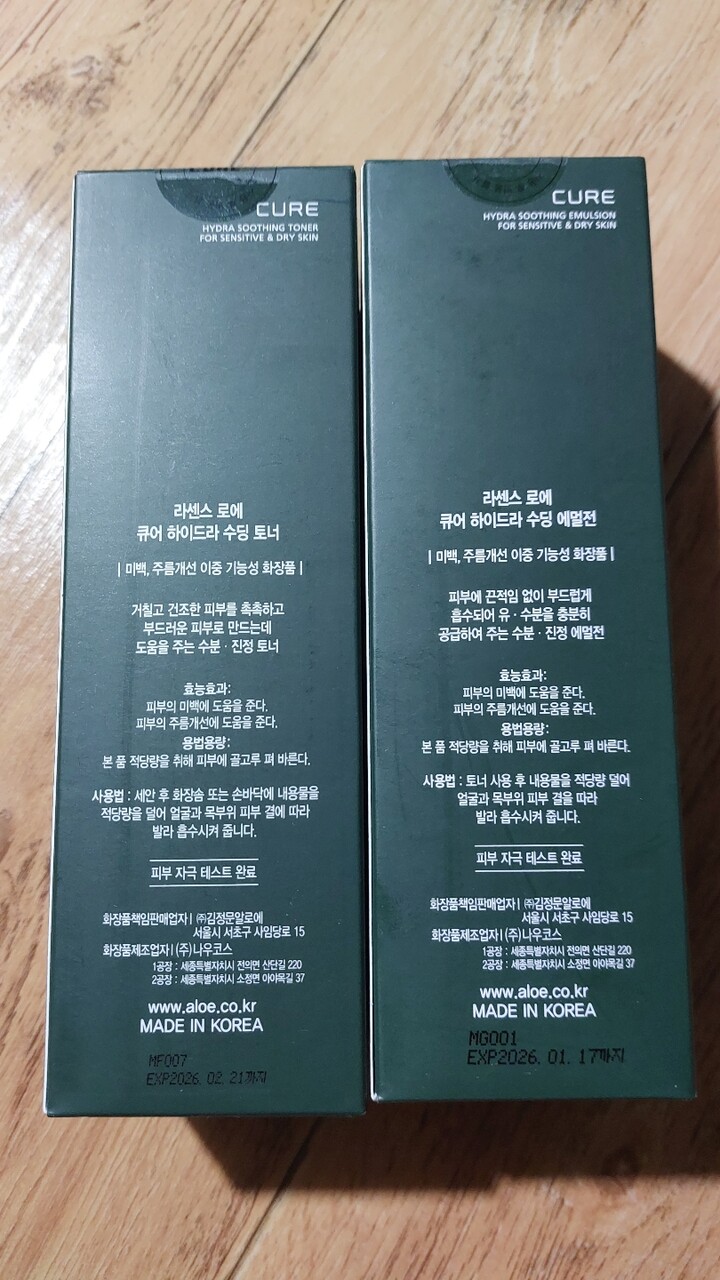 CURE
HYDRA SOOTHING TONER
FOR SENSITIVE & DRY SKIN
라센스 로에
큐어 하이드라 수딩 토너
| 미백, 주름개선 이중 기능성 화장품 |
거칠고 건조한 피부를 촉촉하고
부드러운 피부로 만드는데
도움을 주는 수분 · 진정 토너
효능효과:
피부의 미백에 도움을 준다.
피부의 주름개선에 도움을 준다.
용법용량:
본 품 적당량을 취해 피부에 골고루 펴 바른다.
사용법 : 세안 후 화장솜 또는 손바닥에 내용물을
적당량을 덜어 얼굴과 목부위 피부 결에 따라
발라 흡수시켜 줍니다.
피부 자극 테스트 완료
화장품책임판매업자 | ㈜김정문알로에
서울시 서초구 사임당로 15
화장품제조업자 | (주)나우코스
1공장 : 세종특별자치시 전의면 산단길 220
2공장 : 세종특별자치시 소정면 아야목길 37
www.aloe.co.kr
MADE IN KOREA
MF007
EXP2026. 02. 21까지
CURE
HYDRA SOOTHING EMULSION
FOR SENSITIVE & DRY SKIN
라센스 로에
큐어 하이드라 수딩 에멀전
| 미백, 주름개선 이중 기능성 화장품 |
피부에 끈적임 없이 부드럽게
흡수되어 유 · 수분을 충분히
공급하여 주는 수분 · 진정 에멀전
효능효과:
피부의 미백에 도움을 준다.
피부의 주름개선에 도움을 준다.
용법용량:
본 품 적당량을 취해 피부에 골고루 펴 바른다.
사용법 : 토너 사용 후 내용물을 적당량 덜어
얼굴과 목부위 피부 결을 따라
발라 흡수시켜 줍니다.
피부 자극 테스트 완료
화장품책임판매업자 | ㈜김정문알로에
서울시 서초구 사임당로 15
화장품제조업자 | (주)나우코스
1공장 : 세종특별자치시 전의면 산단길 220
2공장 : 세종특별자치시 소정면 아야목길 37
www.aloe.co.kr
MADE IN KOREA
MG001
EXP2026. 01. 17까지